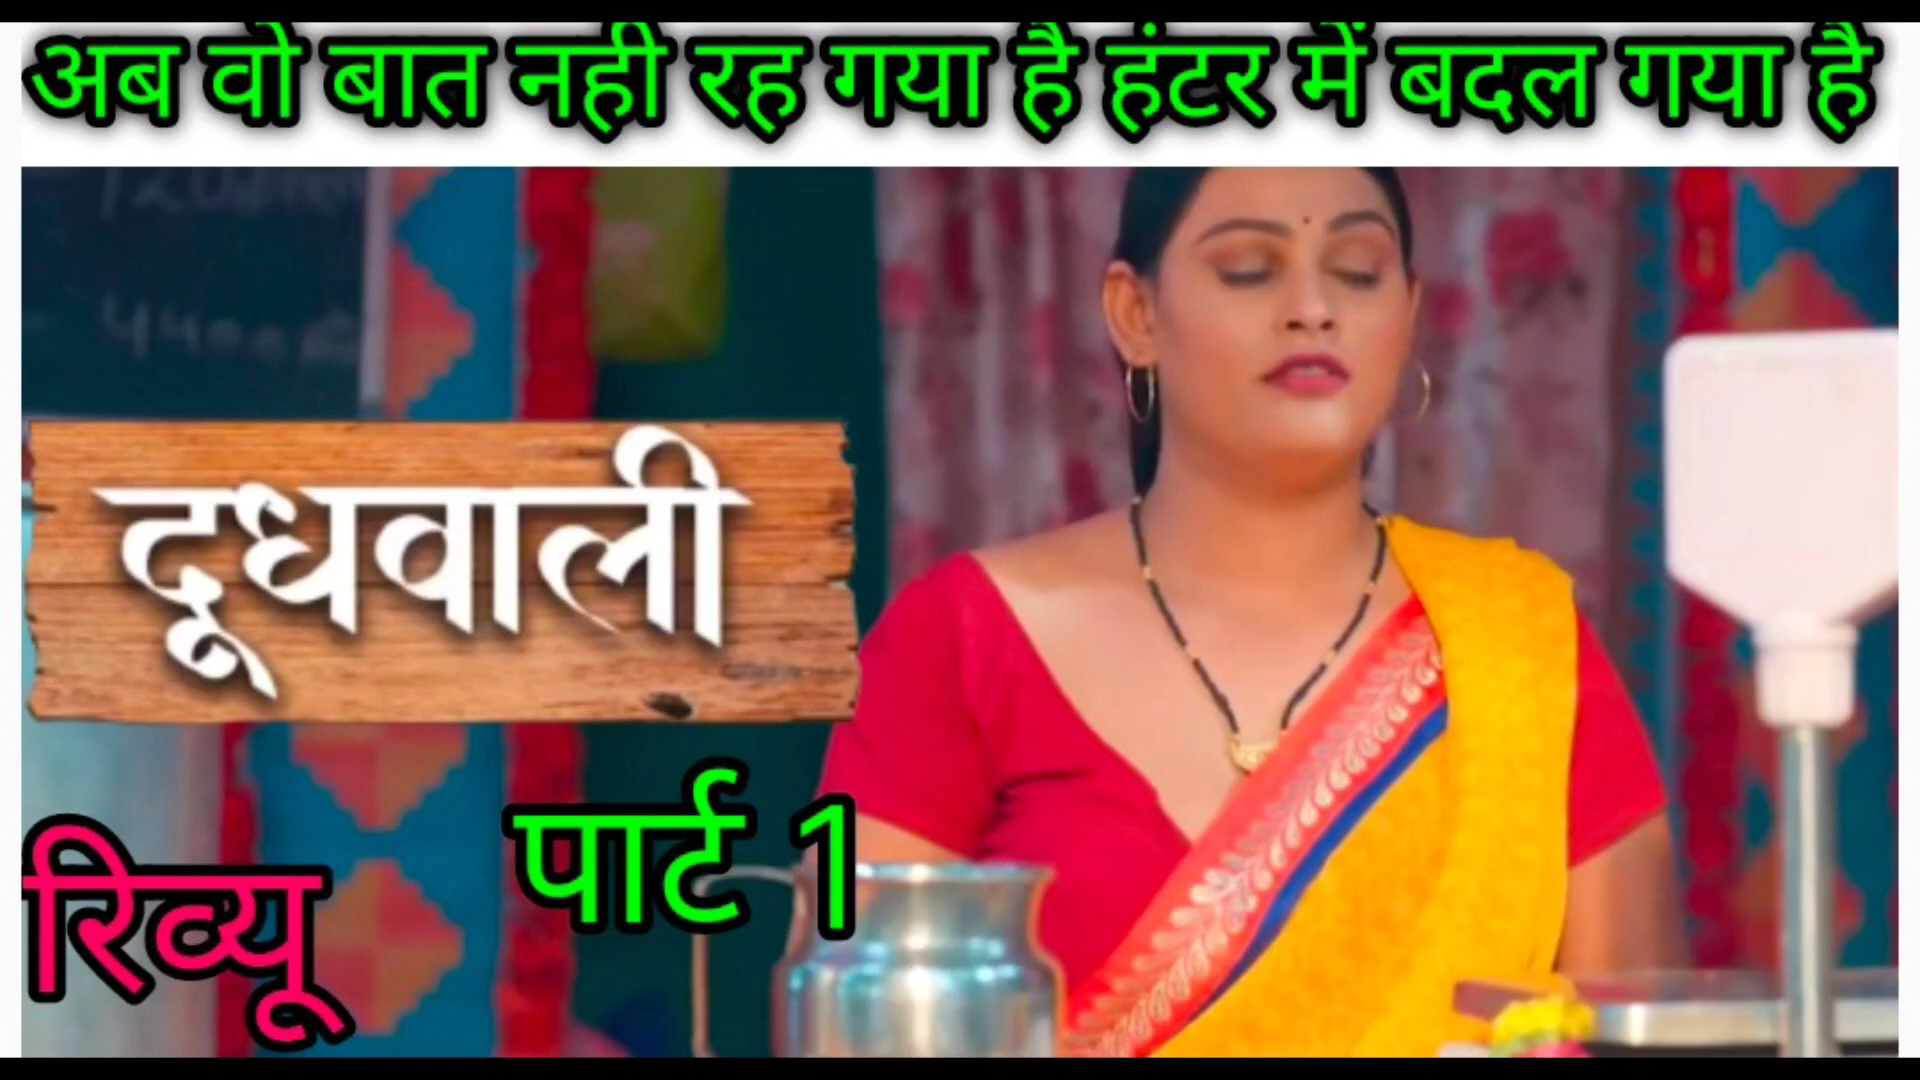 अब वो बात नही रह गया है हंटर में बदल गया है
दूधवाली
पार्ट 1
रिव्यू